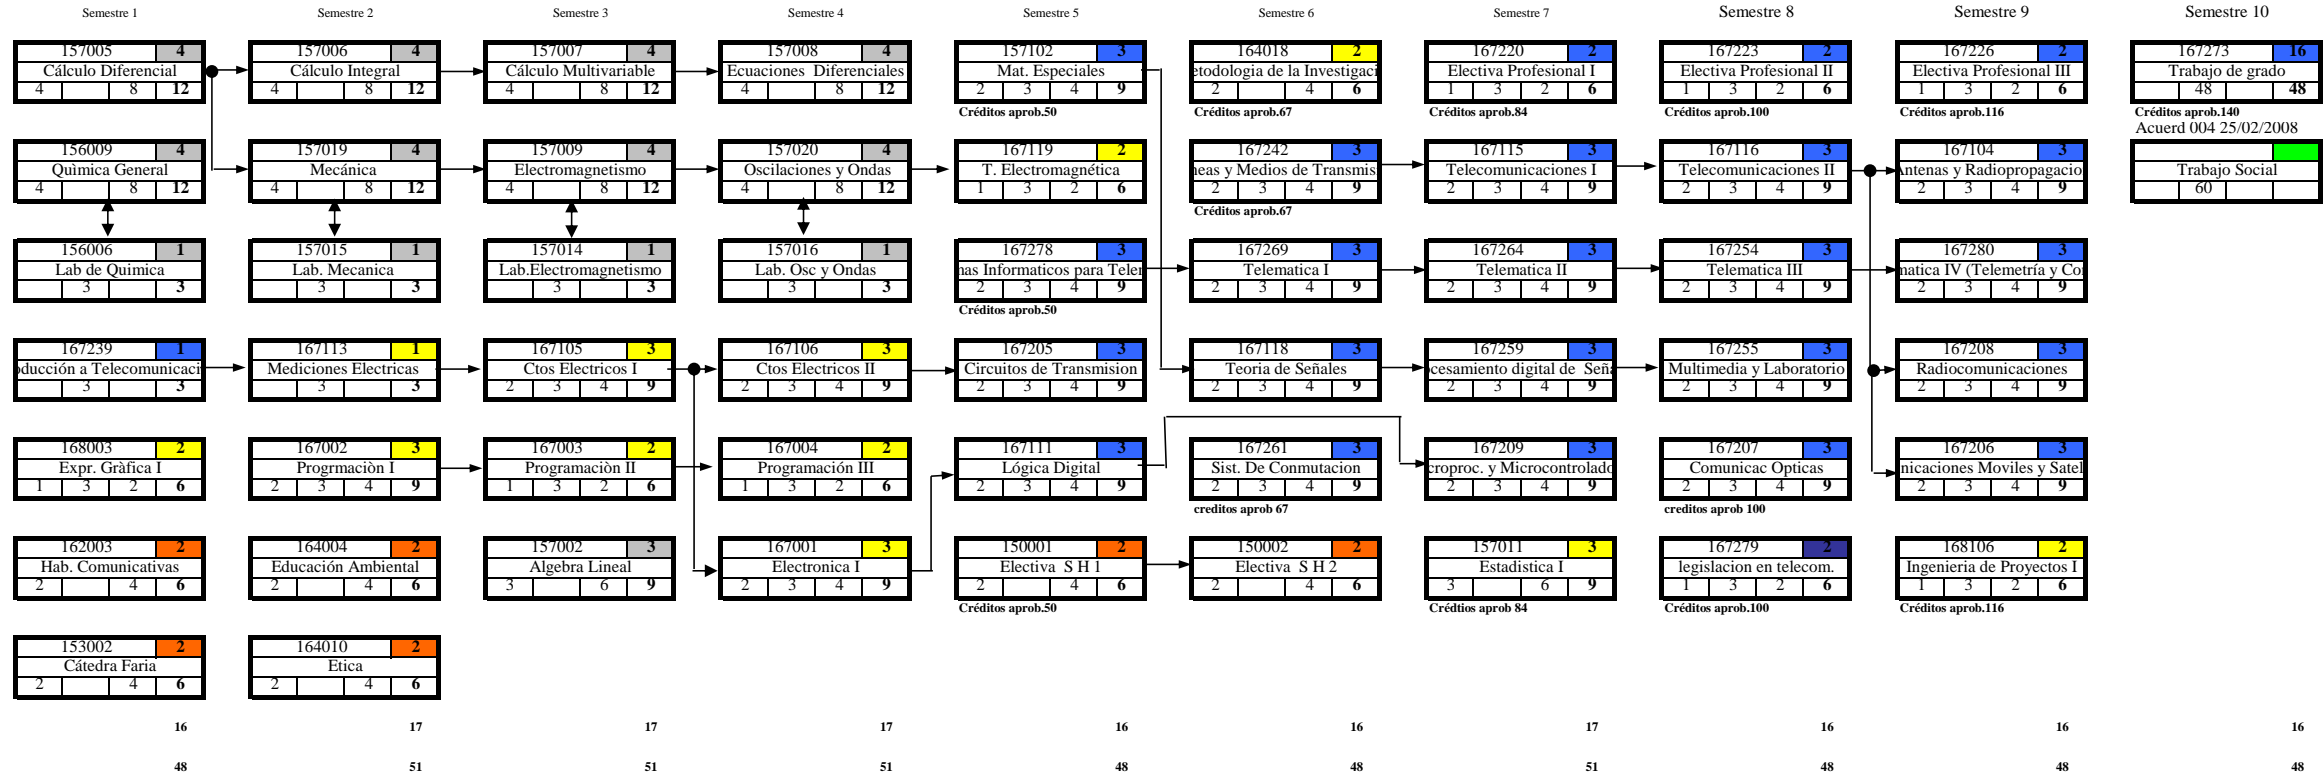 Semestre 1 Semestre 2 Semestre 3 Semestre 4 Semestre 5 Semestre 6 Semestre 7 Semestre 8 Semestre 9 Semestre 10
157005 4 157006 4 157007 4 157008 4 157102 3 164018 2 167220 2 167223 2 167226 2 167273 16
Cálculo Diferencial Cálculo Integral Cálculo Multivariable Ecuaciones Diferenciales Mat. Especiales etodologia de la Investigaci Electiva Profesional I Electiva Profesional II Electiva Profesional III Trabajo de grado
4 8 12 4 8 12 4 8 12 4 8 12 2 3 4 9 2 4 6 1 3 2 6 1 3 2 6 1 3 2 6 48 48
Créditos aprob.50 Créditos aprob.67 Créditos aprob.84 Créditos aprob.100 Créditos aprob.116 Créditos aprob.140
Acuerd 004 25/02/2008
156009 4 157019 4 157009 4 157020 4 167119 2 167242 3 167115 3 167116 3 167104 3
Quìmica General Mecánica Electromagnetismo Oscilaciones y Ondas T. Electromagnética neas y Medios de Transmis Telecomunicaciones I Telecomunicaciones II Antenas y Radiopropagacio Trabajo Social
4 8 12 4 8 12 4 8 12 4 8 12 1 3 2 6 2 3 4 9 2 3 4 9 2 3 4 9 2 3 4 9 60
Créditos aprob.67
156006 1 157015 1 157014 1 157016 1 167278 3 167269 3 167264 3 167254 3 167280 3
Lab de Quimica Lab. Mecanica Lab.Electromagnetismo Lab. Osc y Ondas nas Informaticos para Telem Telematica I Telematica II Telematica III matica IV (Telemetría y Con
3 3 3 3 3 3 3 3 2 3 4 9 2 3 4 9 2 3 4 9 2 3 4 9 2 3 4 9
Créditos aprob.50
167239 1 167113 1 167105 3 167106 3 167205 3 167118 3 167259 3 167255 3 167208 3
oducción a Telecomunicaci Mediciones Electricas Ctos Electricos I Ctos Electricos II Circuitos de Transmision Teoria de Señales ocesamiento digital de Seña Multimedia y Laboratorio Radiocomunicaciones
3 3 3 3 2 3 4 9 2 3 4 9 2 3 4 9 2 3 4 9 2 3 4 9 2 3 4 9 2 3 4 9
168003 2 167002 3 167003 2 167004 2 167111 3 167261 3 167209 3 167207 3 167206 3
Expr. Gràfica I Progrmaciòn I Programaciòn II Programación III Lógica Digital Sist. De Conmutacion croproc. y Microcontrolado Comunicac Opticas nicaciones Moviles y Satel
1 3 2 6 2 3 4 9 1 3 2 6 1 3 2 6 2 3 4 9 2 3 4 9 2 3 4 9 2 3 4 9 2 3 4 9
creditos aprob 67 creditos aprob 100
162003 2 164004 2 157002 3 167001 3 150001 2 150002 2 157011 3 167279 2 168106 2
Hab. Comunicativas Educación Ambiental Algebra Lineal Electronica I Electiva S H 1 Electiva S H 2 Estadistica I legislacion en telecom. Ingenieria de Proyectos I
2 4 6 2 4 6 3 6 9 2 3 4 9 2 4 6 2 4 6 3 6 9 1 3 2 6 1 3 2 6
Créditos aprob.50 Crédtios aprob 84 Créditos aprob.100 Créditos aprob.116
153002 2 164010 2
Cátedra Faria Etica
2 4 6 2 4 6
16 17 17 17 16 16 17 16 16 16
48 51 51 51 48 48 51 48 48 48